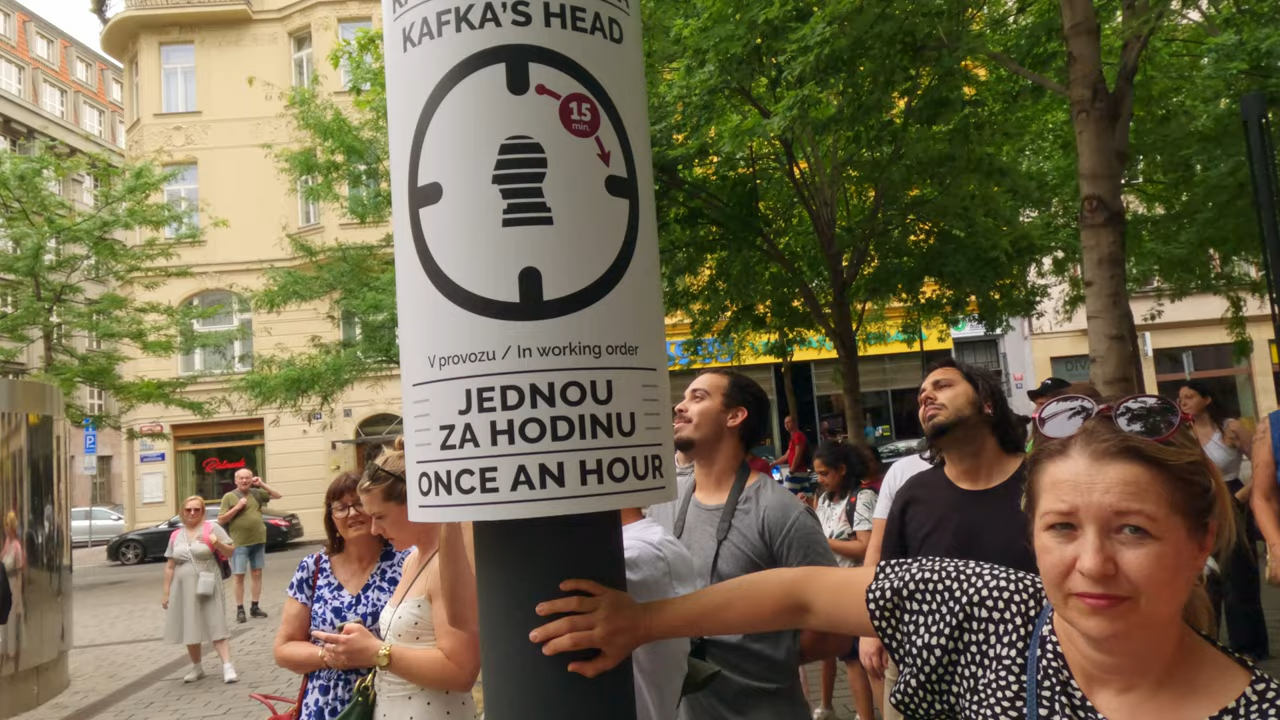 KAFKA'S HEAD
15
min.
V provozu / In working order
JEDNOU
ZA HODINU
ONCE AN HOUR
P